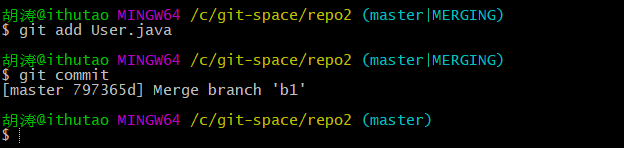 胡涛@ithutao MINGW64 /c/git-space/repo2 (master|MERGING)
$ git add User.java
胡涛@ithutao MINGW64 /c/git-space/repo2 (master|MERGING)
$ git commit
[master 797365d] Merge branch 'b1'
胡涛@ithutao MINGW64 /c/git-space/repo2 (master)
$